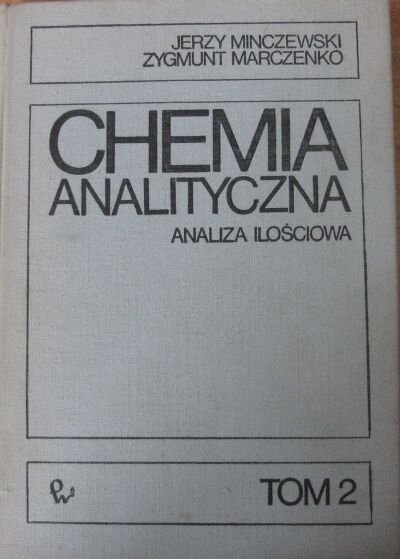 JERZY MINCZEWSKI
ZYGMUNT MARCZENKO
CHEMIA
ANALITYCZNA
ANALIZA ILOŚCIOWA
TOM 2